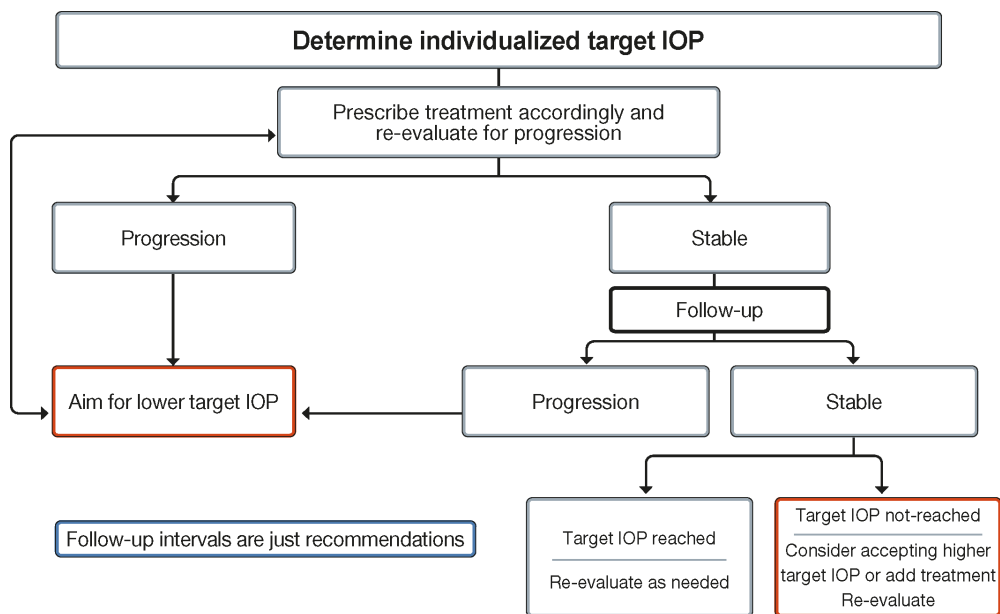 Determine individualized target IOP
Prescribe treatment accordingly and
re-evaluate for progression
Progression
Stable
Follow-up
Aim for lower target IOP
Progression
Stable
Follow-up intervals are just recommendations
Target IOP reached
Re-evaluate as needed
Target IOP not-reached
Consider accepting higher
target IOP or add treatment
Re-evaluate